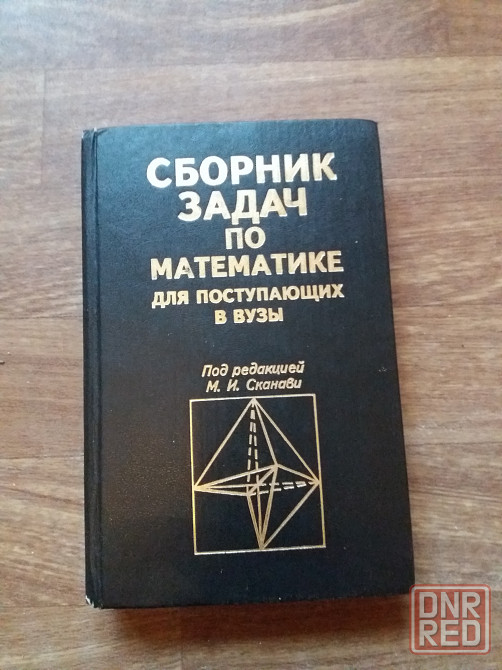 СБОРНИК
ЗАДАЧ
ПО
МАТЕМАТИКЕ
ДЛЯ ПОСТУПАЮЩИХ
В ВУЗЫ
Под редакцией
М. И. Сканави
DNR
RED